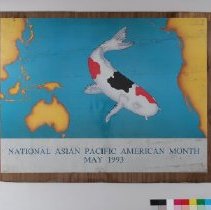 NATIONAL ASIAN PACIFIC AMERICAN MONTH
MAY 1993